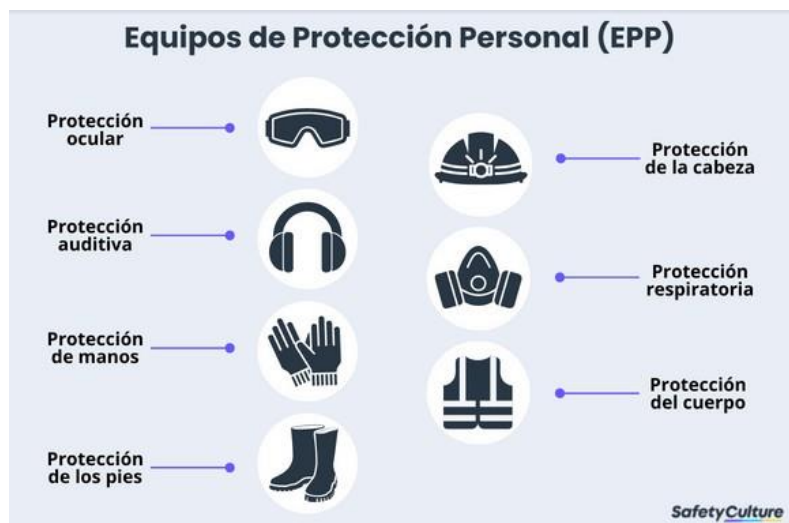 Equipos de Protección Personal (EPP)
Protección
ocular
Protección
auditiva
Protección
de manos
Protección
de los pies
Protección
de la cabeza
Protección
respiratoria
Protección
del cuerpo
SafetyCulture